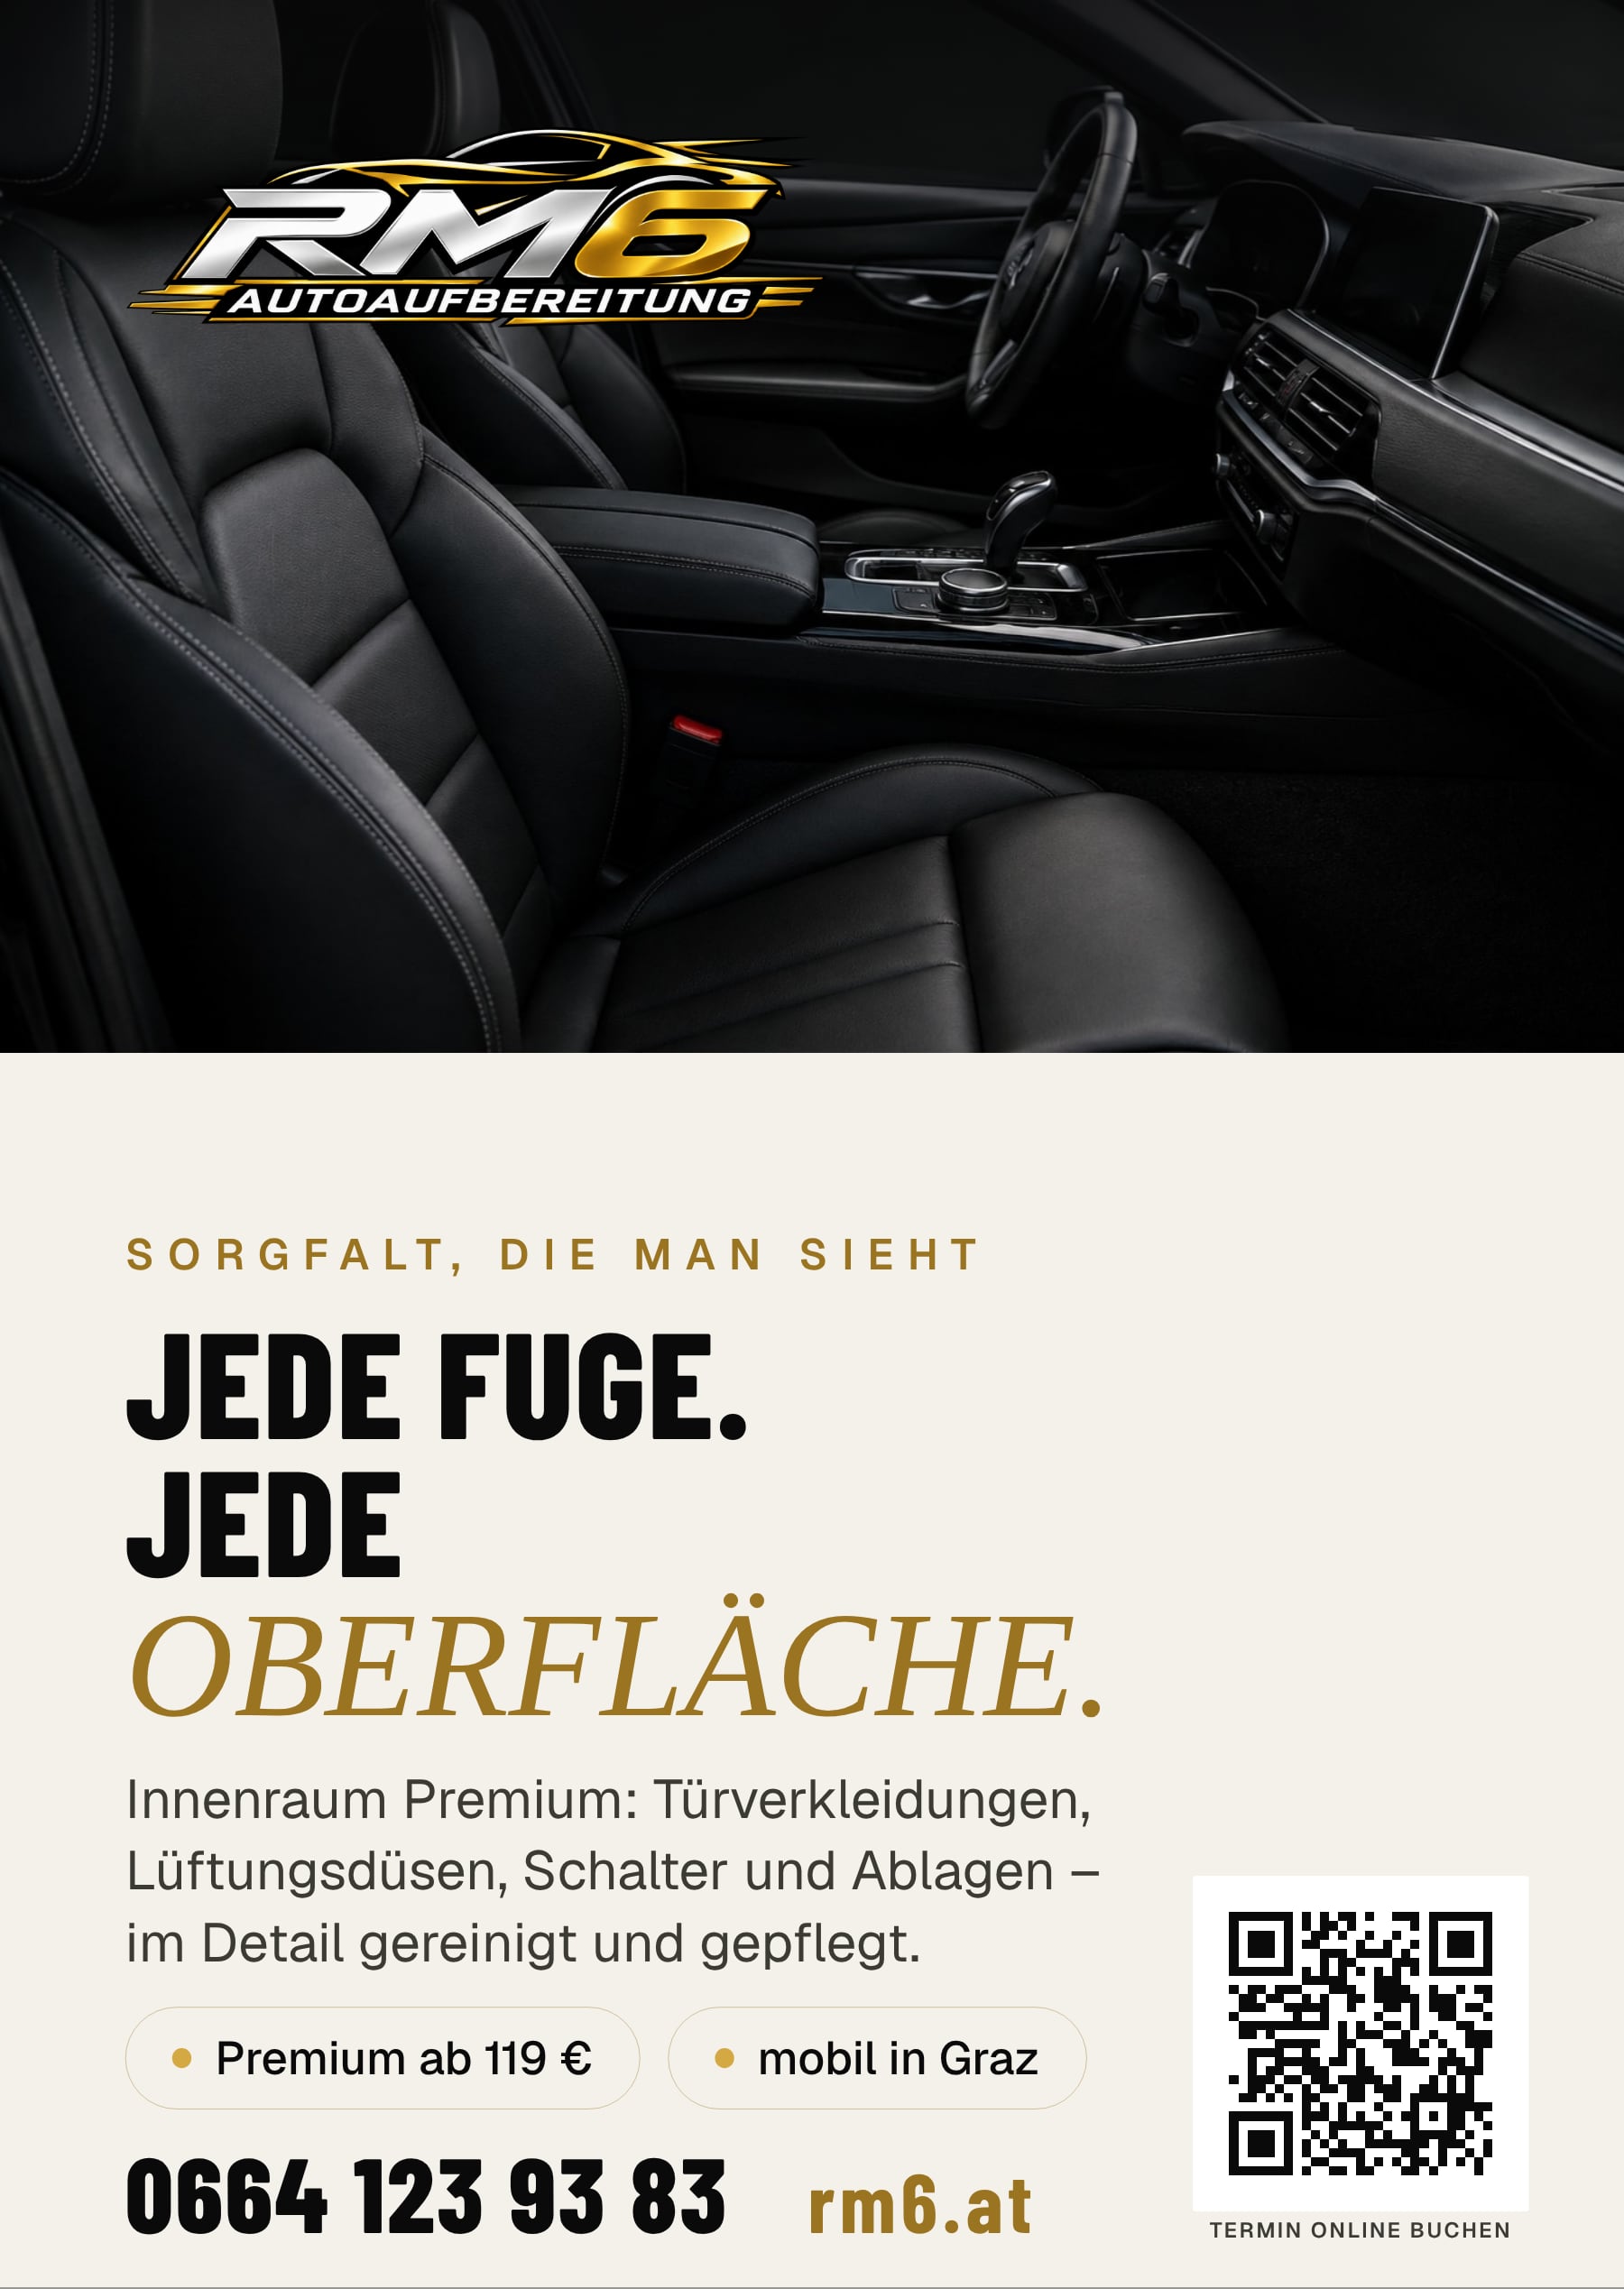 RM6
AUTOAUFBEREITUNG
SORGFALT, DIE MAN SIEHT
JEDE FUGE.
JEDE
OBERFLÄCHE.
Innenraum Premium: Türverkleidungen,
Lüftungsdüsen, Schalter und Ablagen –
im Detail gereinigt und gepflegt.
Premium ab 119 €
mobil in Graz
0664 123 93 83
rm6.at
TERMIN ONLINE BUCHEN